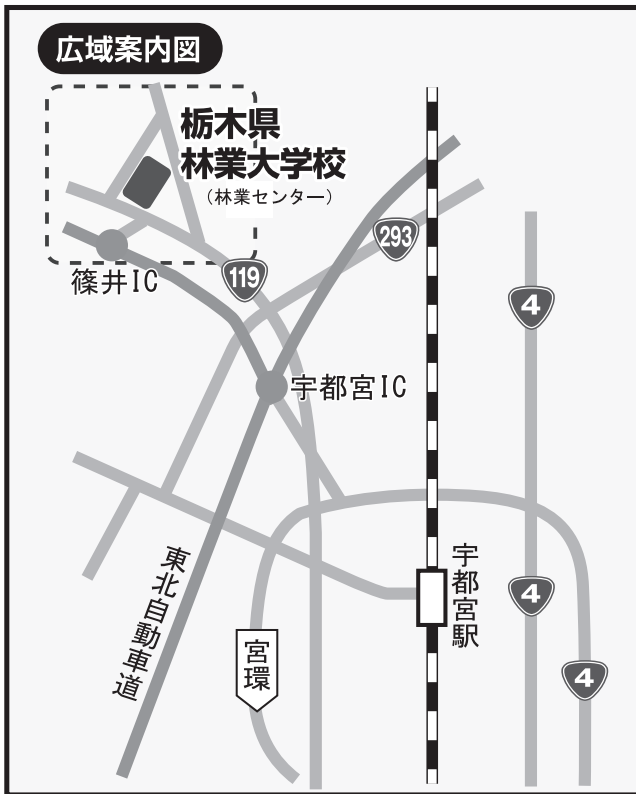 広域案内図
栃木県
林業大学校
（林業センター）
293
119
篠井IC
4
宇都宮IC
東北自動車道
宇都宮駅
4
宮環
4